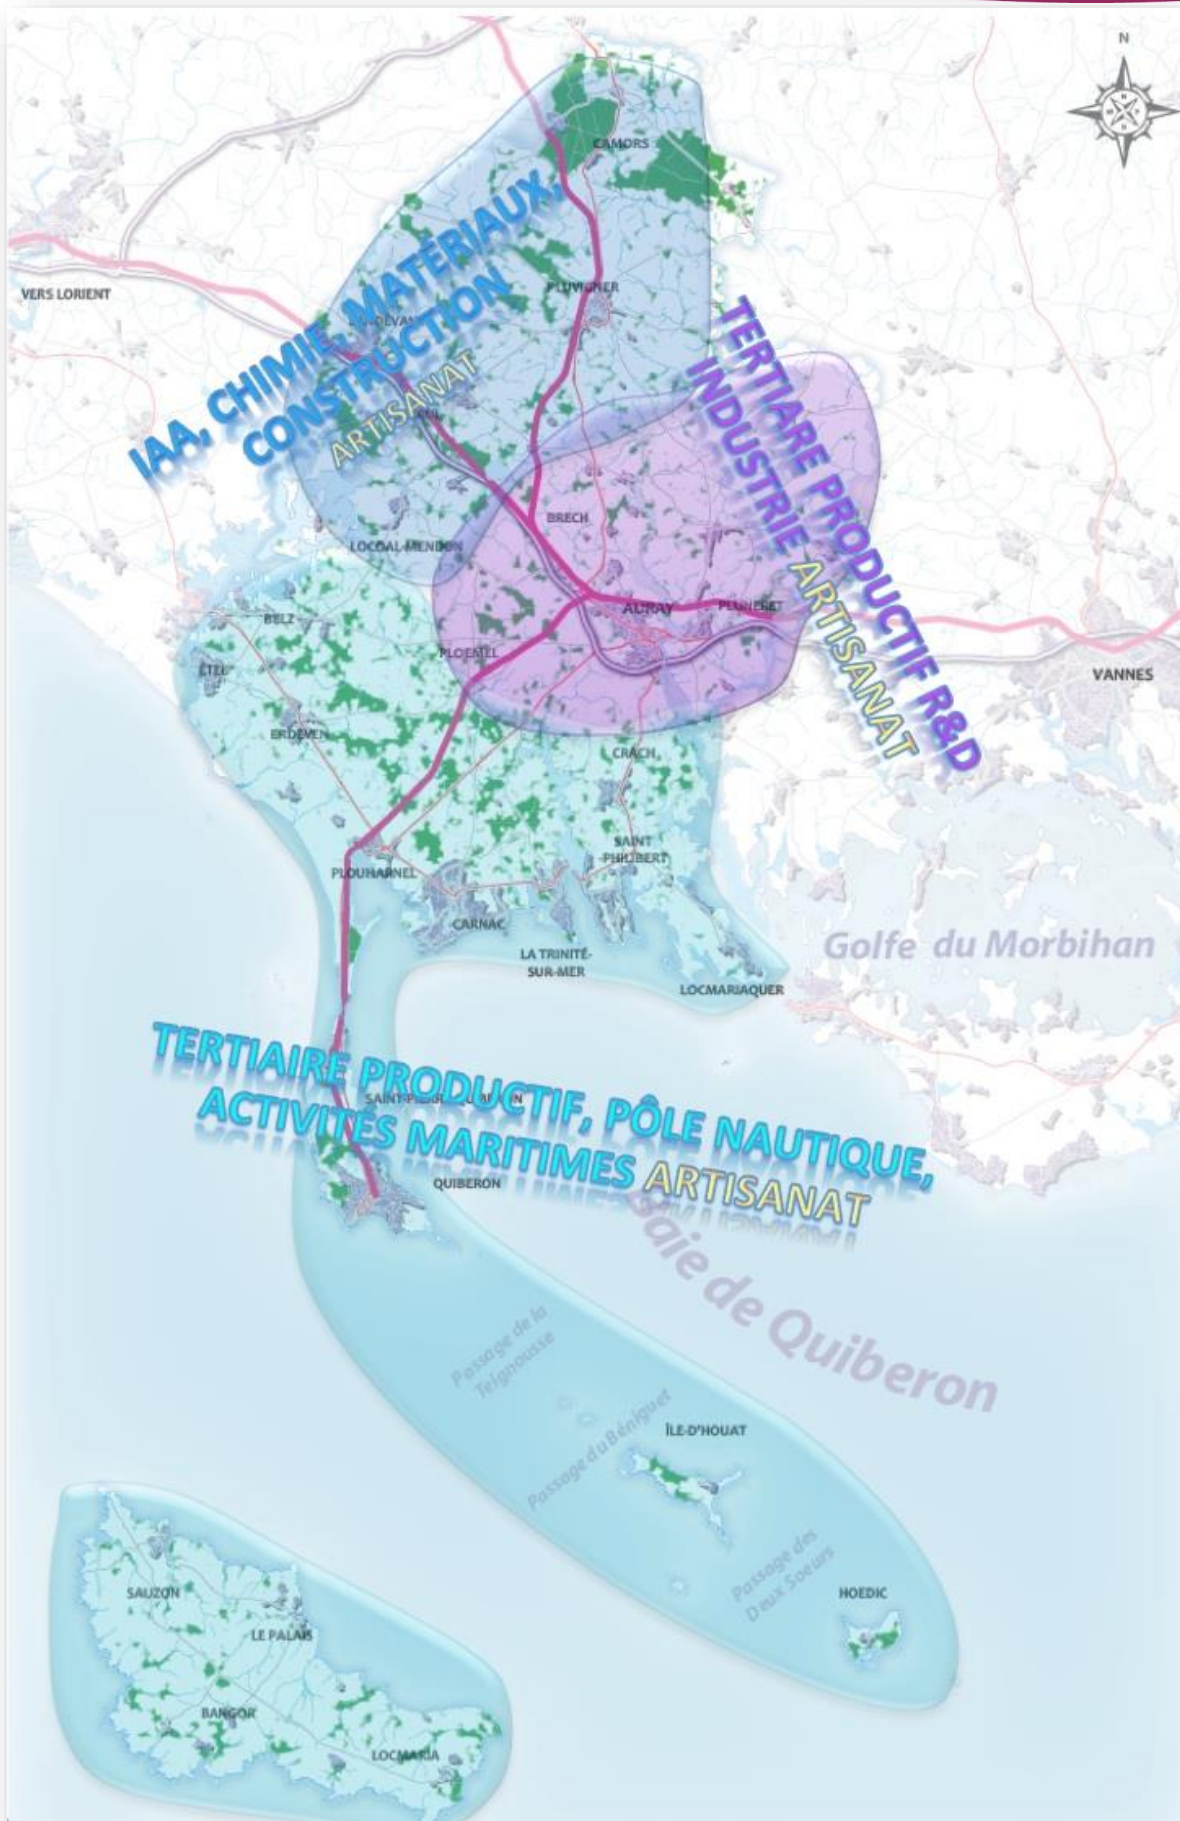 N
CAMORS
IAA, CHIMIE, MATÉRIAUX,
CONSTRUCTION
ARTISANAT
VERS LORIENT
PLUVIGNER
TERTIAIRE PRODUCTIF R&D
INDUSTRIE ARTISANAT
BRECH
LOCOAL-MENDON
AURAY
PLUNERET
BELZ
PLOEMEL
ETEL
VANNES
ERDEVEN
CRACH
SAINT
-PHILIBERT
PLOUHARNEL
CARNAC
LA TRINITÉ-
SUR-MER
Golfe du Morbihan
LOCMARIAQUER
TERTIAIRE PRODUCTIF, PÔLE NAUTIQUE,
ACTIVITÉS MARITIMES ARTISANAT
QUIBERON
Baie de Quiberon
Passage de la
Teignousse
Passage du Béniguet
ÎLE-D'HOUAT
Passage des
Deux Soeurs
HOEDIC
SAUZON
LE PALAIS
BANGOR
LOCMARIA